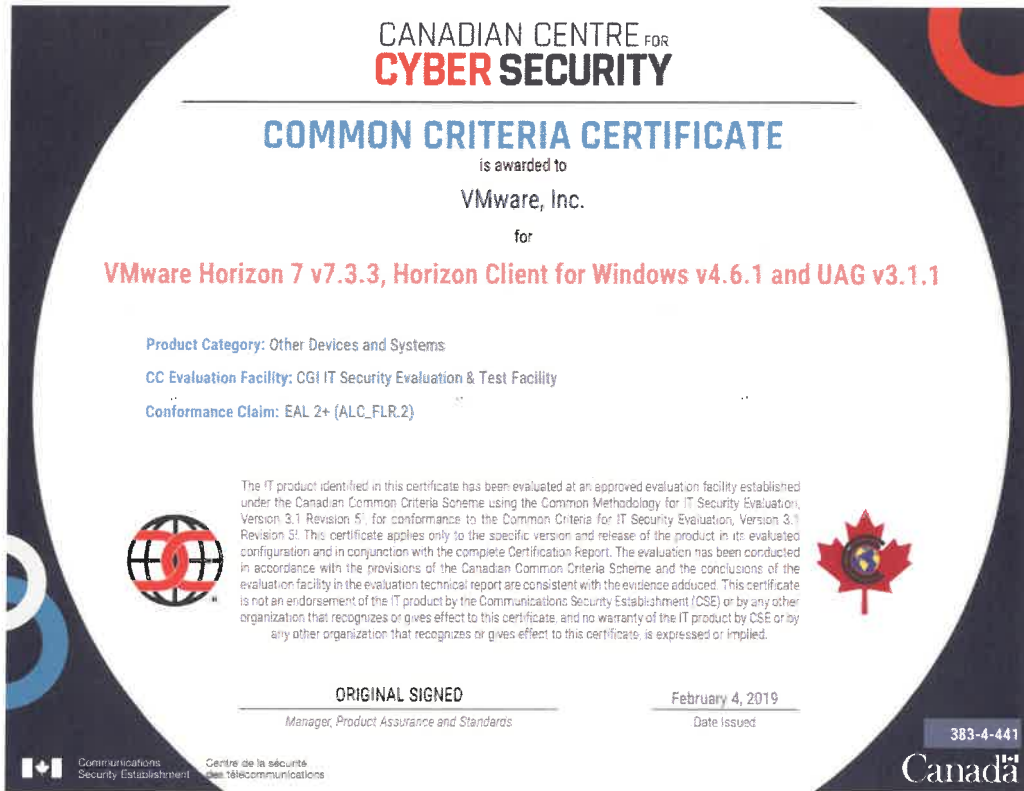 CANADIAN CENTRE FOR
CYBER SECURITY
COMMON CRITERIA CERTIFICATE
is awarded to
VMware, Inc.
for
VMware Horizon 7 v7.3.3, Horizon Client for Windows v4.6.1 and UAG v3.1.1
Product Category: Other Devices and Systems
CC Evaluation Facility: CGI IT Security Evaluation & Test Facility
Conformance Claim: EAL 2+ (ALC_FLR.2)
The IT product identified in this certificate has been evaluated at an approved evaluation facility established
under the Canadian Common Criteria Scheme using the Common Methodology for IT Security Evaluation,
Version 3.1 Revision 5, for conformance to the Common Criteria for IT Security Evaluation, Version 3.1
Revision 5. This certificate applies only to the specific version and release of the product in its evaluated
configuration and in conjunction with the complete Certification Report. The evaluation has been conducted
in accordance with the provisions of the Canadian Common Criteria Scheme and the conclusions of the
evaluation facility in the evaluation technical report are consistent with the evidence adduced. This certificate
is not an endorsement of the IT product by the Communications Security Establishment (CSE) or by any other
organization that recognizes or gives effect to this certificate, and no warranty of the IT product by CSE or by
any other organization that recognizes or gives effect to this certificate, is expressed or implied.
ORIGINAL SIGNED
Manager, Product Assurance and Standards
February 4, 2019
Date Issued
383-4-441
Communications
Security Establishment
Centre de la sécurité
des télécommunications
Canada